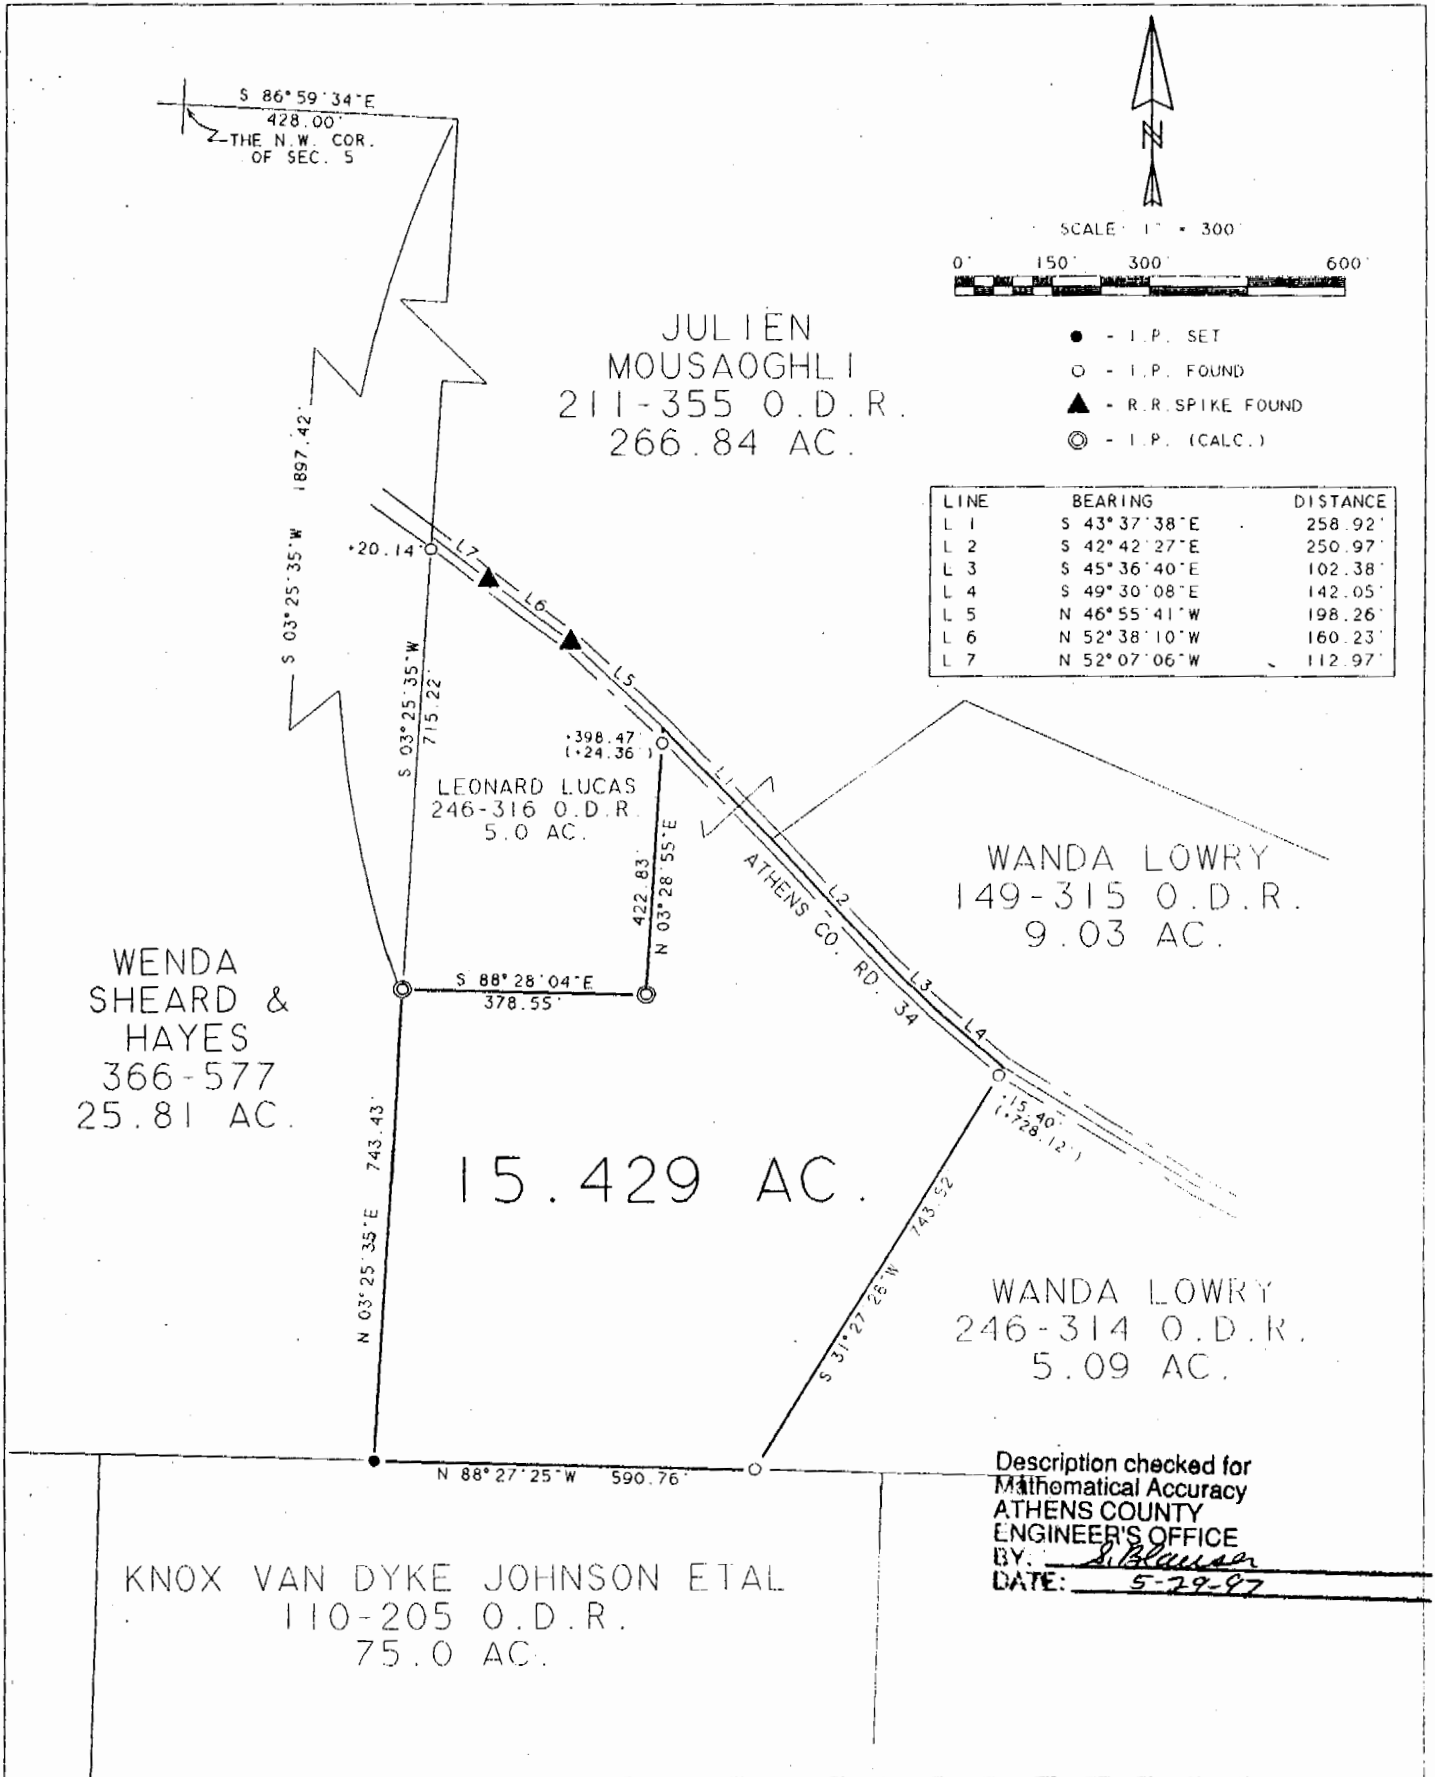 S 86°59'34"E
428.00'
THE N.W. COR.
OF SEC. 5
N
SCALE 1" = 300'
0' 150' 300' 600'
- I.P. SET
- I.P. FOUND
- R.R.SPIKE FOUND
- I.P. (CALC.)
JULIEN
MOUSAOGHLI
211-355 O.D.R.
266.84 AC.
LINE BEARING DISTANCE
L 1 S 43°37'38"E 258.92'
L 2 S 42°42'27"E 250.97'
L 3 S 45°36'40"E 102.38'
L 4 S 49°30'08"E 142.05'
L 5 N 46°55'41"W 198.26'
L 6 N 52°38'10"W 160.23'
L 7 N 52°07'06"W 112.97'
S 03°25'35"W 1897.42'
+20.14'
L7
L6
L5
S 03°25'35"W
715.22'
+398.47'
(+24.36')
LEONARD LUCAS
246-316 O.D.R.
5.0 AC.
422.83'
N 03°28'55"E
L1
L2
L3
L4
ATHENS CO. RD. 34
WANDA LOWRY
149-315 O.D.R.
9.03 AC.
WENDA
SHEARD &
HAYES
366-577
25.81 AC.
S 88°28'04"E
378.55'
+15.40'
(+728.12')
N 03°25'35"E 743.43'
15.429 AC.
S 31°27'26"W 743.52
WANDA LOWRY
246-314 O.D.R.
5.09 AC.
N 88°27'25"W 590.76'
Description checked for
Mathematical Accuracy
ATHENS COUNTY
ENGINEER'S OFFICE
BY: S. Blauser
DATE: 5-29-97
KNOX VAN DYKE JOHNSON ETAL
110-205 O.D.R.
75.0 AC.